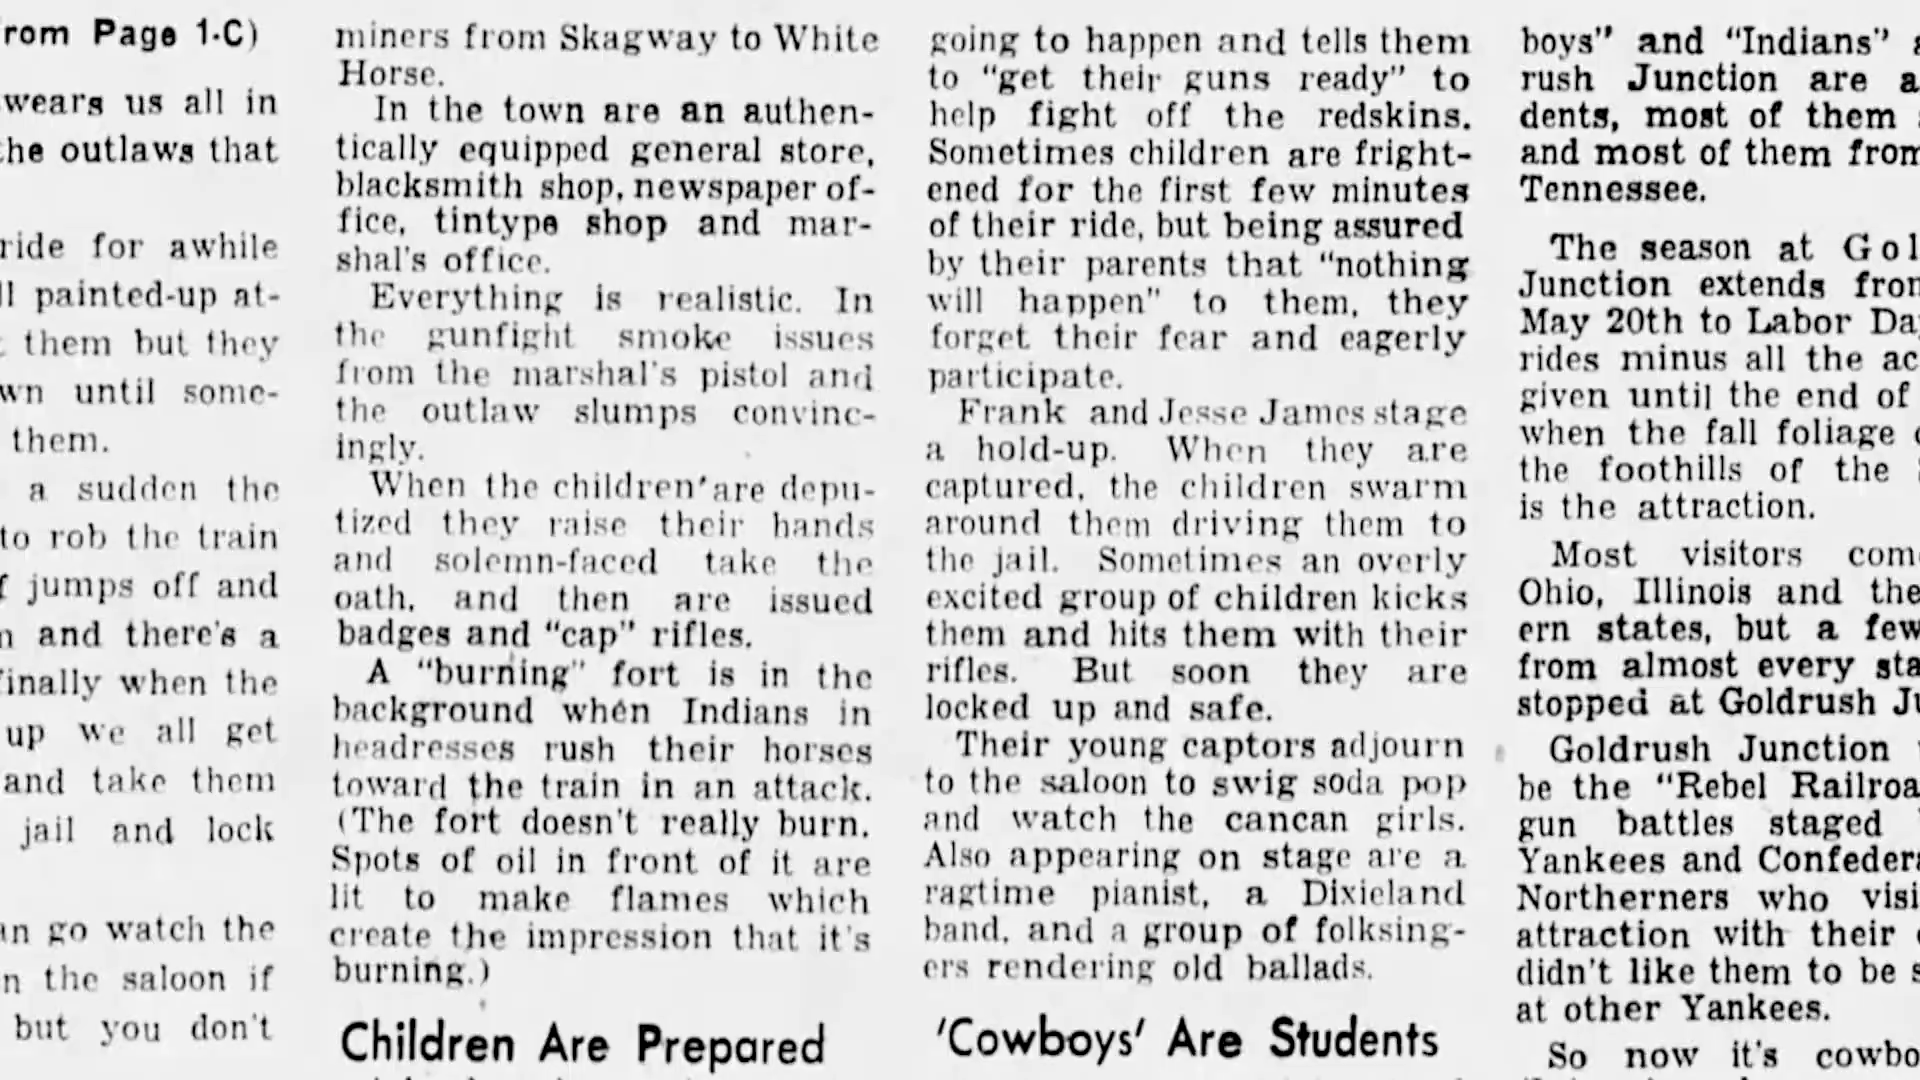 rom Page 1-C)
wears us all in
the outlaws that
ride for awhile
painted-up at-
them but they
wn until some-
them.
a sudden the
to rob the train
jumps off and
and there's a
finally when the
up we all get
and take them
jail and lock
an go watch the
n the saloon if
but you don't
miners from Skagway to White
Horse.
In the town are an authen-
tically equipped general store,
blacksmith shop, newspaper of-
fice, tintype shop and mar-
shal's office.
Everything is realistic. In
the gunfight smoke issues
from the marshal's pistol and
the outlaw slumps convinc-
ingly.
When the children are depu-
tized they raise their hands
and solemn-faced take the
oath, and then are issued
badges and "cap" rifles.
A "burning" fort is in the
background when Indians in
headresses rush their horses
toward the train in an attack.
(The fort doesn't really burn.
Spots of oil in front of it are
lit to make flames which
create the impression that it's
burning.)
Children Are Prepared
going to happen and tells them
to "get their guns ready" to
help fight off the redskins.
Sometimes children are fright-
ened for the first few minutes
of their ride, but being assured
by their parents that "nothing
will happen" to them, they
forget their fear and eagerly
participate.
Frank and Jesse James stage
a hold-up. When they are
captured, the children swarm
around them driving them to
the jail. Sometimes an overly
excited group of children kicks
them and hits them with their
rifles. But soon they are
locked up and safe.
Their young captors adjourn
to the saloon to swig soda pop
and watch the cancan girls.
Also appearing on stage are a
ragtime pianist, a Dixieland
band, and a group of folksing-
ers rendering old ballads.
'Cowboys' Are Students
boys" and "Indians"
rush Junction are a
dents, most of them
and most of them from
Tennessee.
The season at Gol
Junction extends from
May 20th to Labor Da
rides minus all the ac
given until the end of
when the fall foliage
the foothills of the
is the attraction.
Most visitors come
Ohio, Illinois and the
ern states, but a few
from almost every sta
stopped at Goldrush Ju
Goldrush Junction
be the "Rebel Railroa
gun battles staged
Yankees and Confedera
Northerners who visi
attraction with their
didn't like them to be s
at other Yankees.
So now it's cowbo